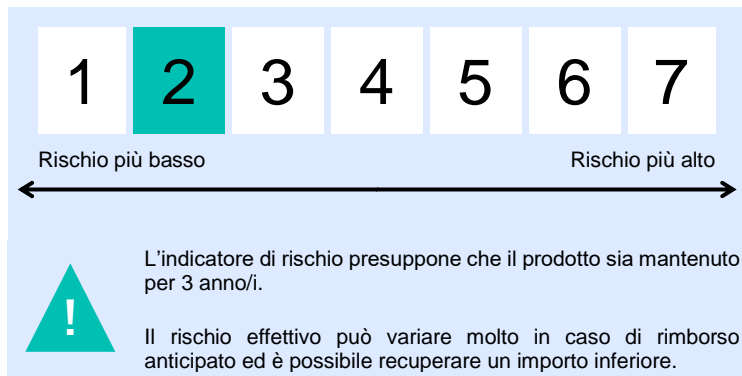 1 2 3 4 5 6 7
Rischio più basso Rischio più alto
L'indicatore di rischio presuppone che il prodotto sia mantenuto
per 3 anno/i.
!
Il rischio effettivo può variare molto in caso di rimborso
anticipato ed è possibile recuperare un importo inferiore.